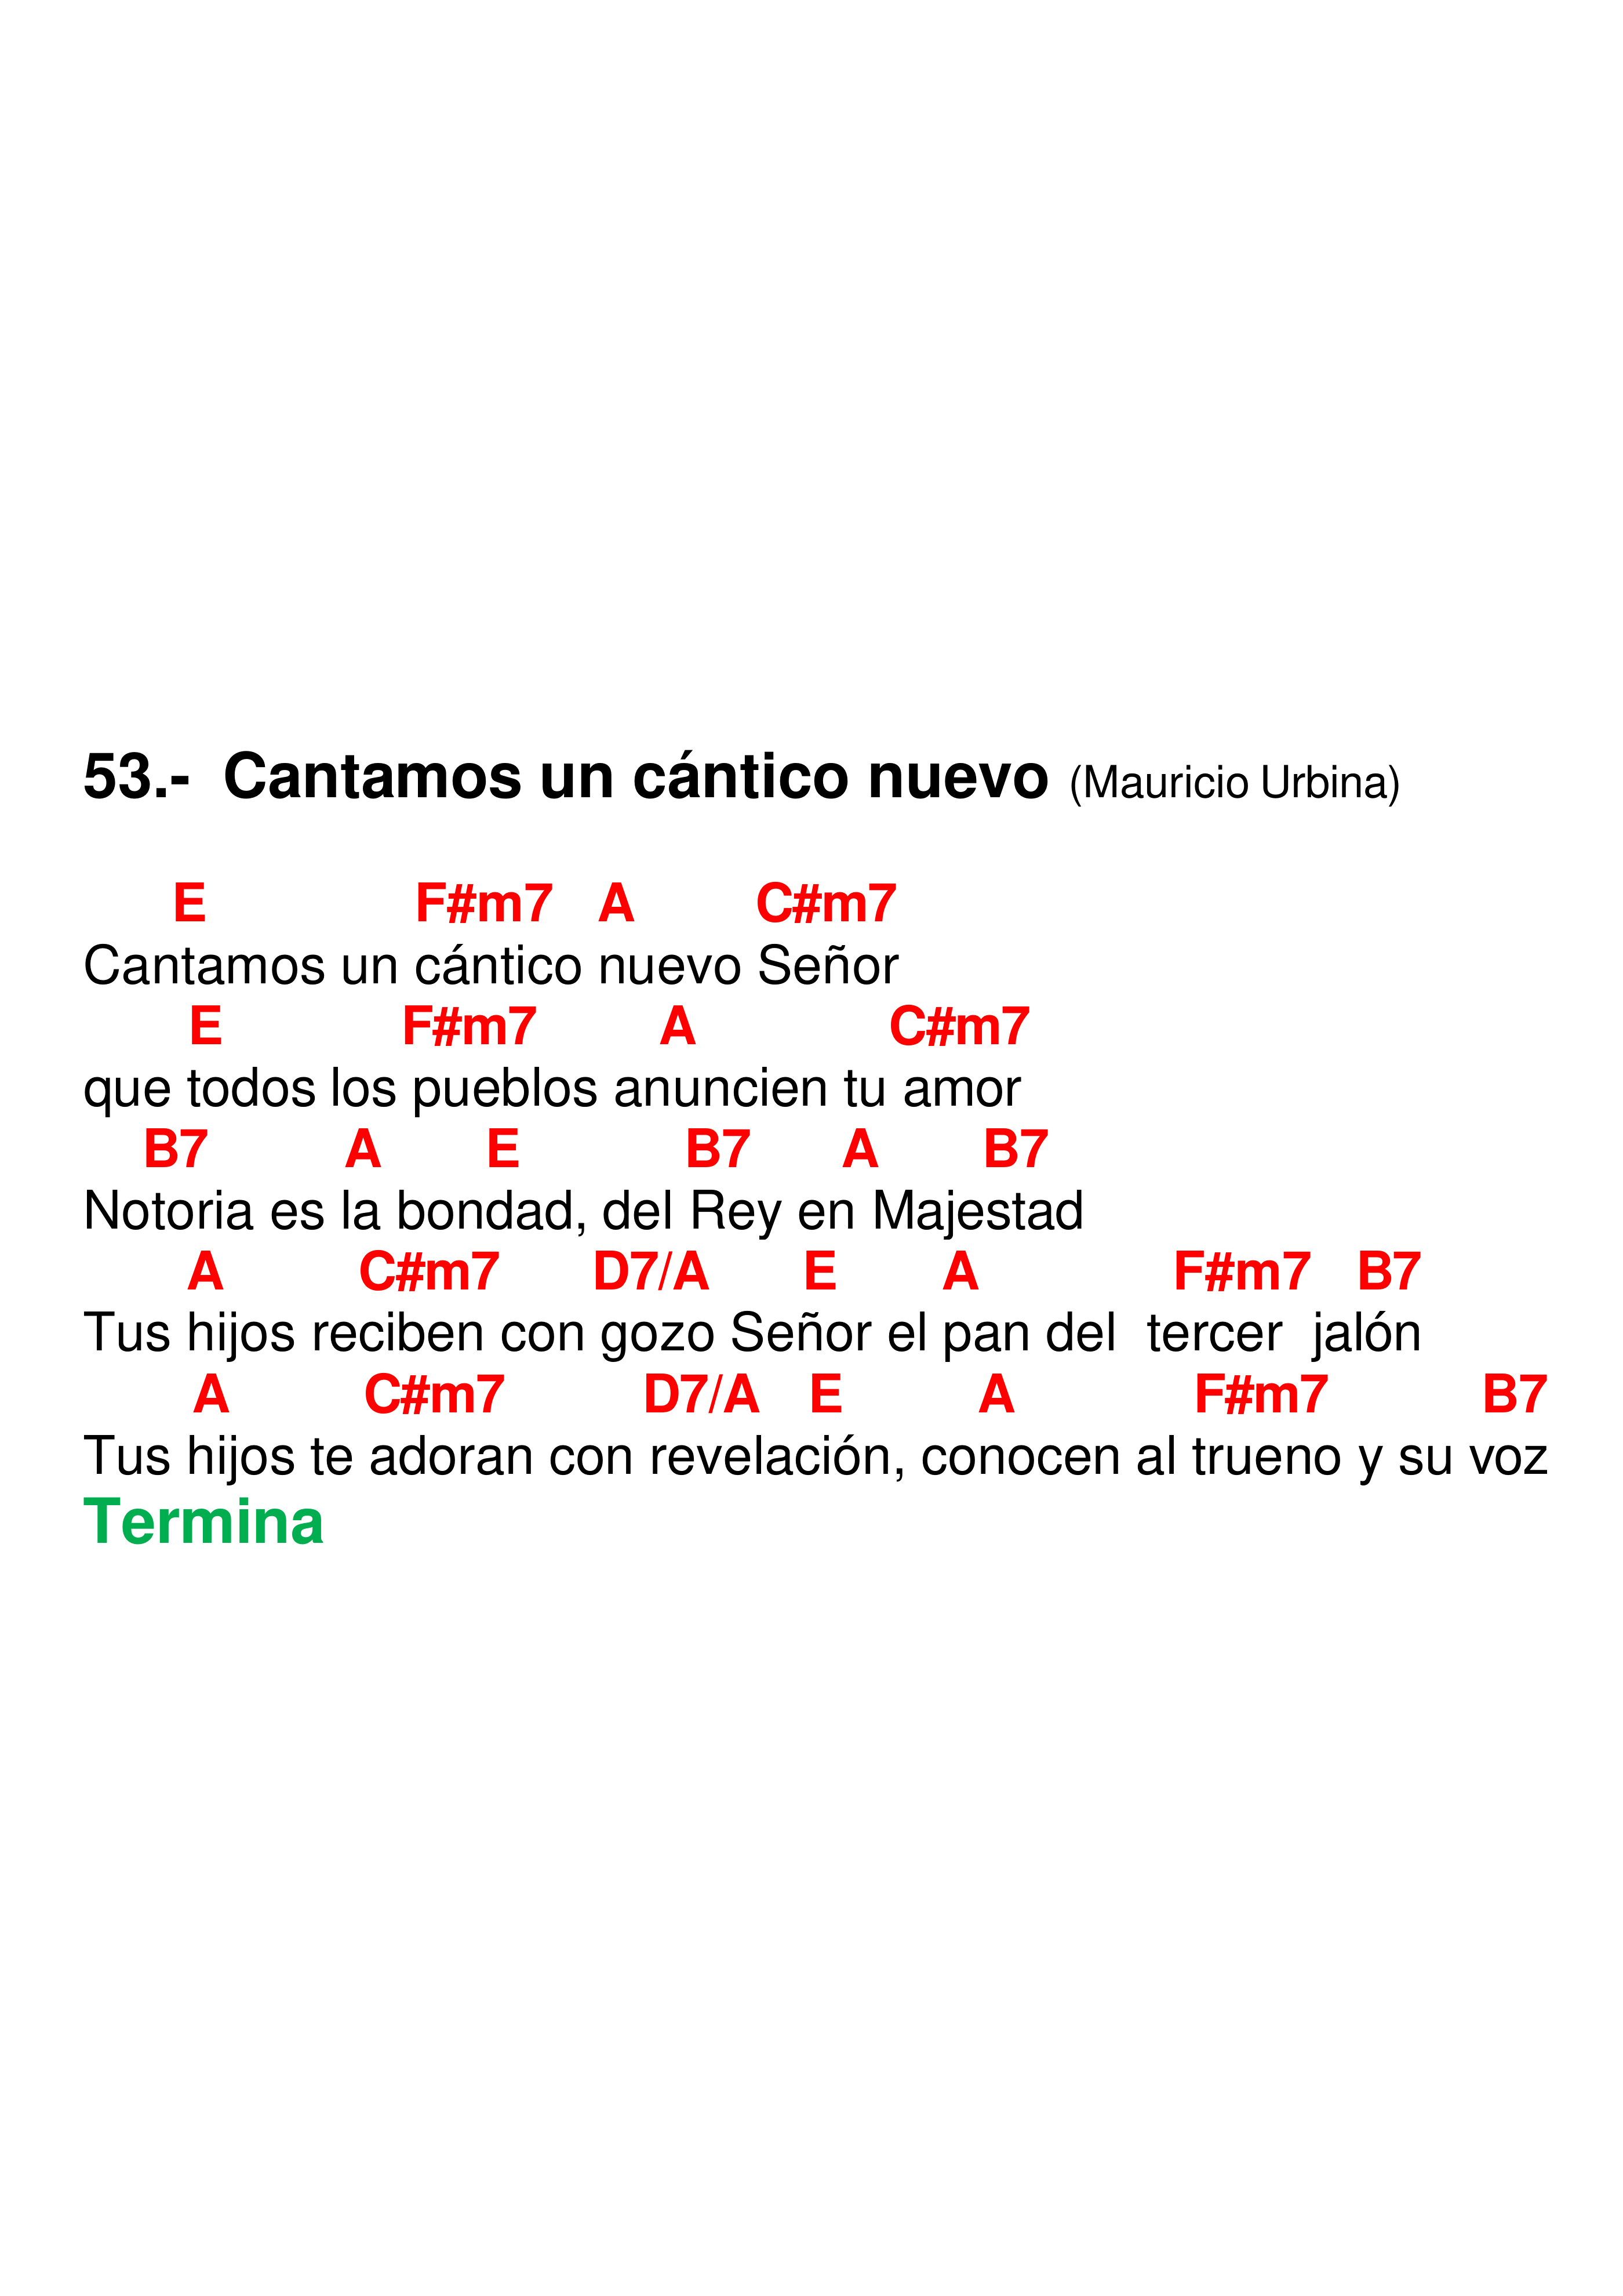 53.-  Cantamos un cántico nuevo (Mauricio Urbina)
E F#m7 A C#m7
Cantamos un cántico nuevo Señor
E F#m7 A C#m7
que todos los pueblos anuncien tu amor
B7 A E B7 A B7
Notoria es la bondad, del Rey en Majestad
A C#m7 D7/A E A F#m7 B7
Tus hijos reciben con gozo Señor el pan del  tercer  jalón
A C#m7 D7/A E A F#m7 B7
Tus hijos te adoran con revelación, conocen al trueno y su voz
Termina